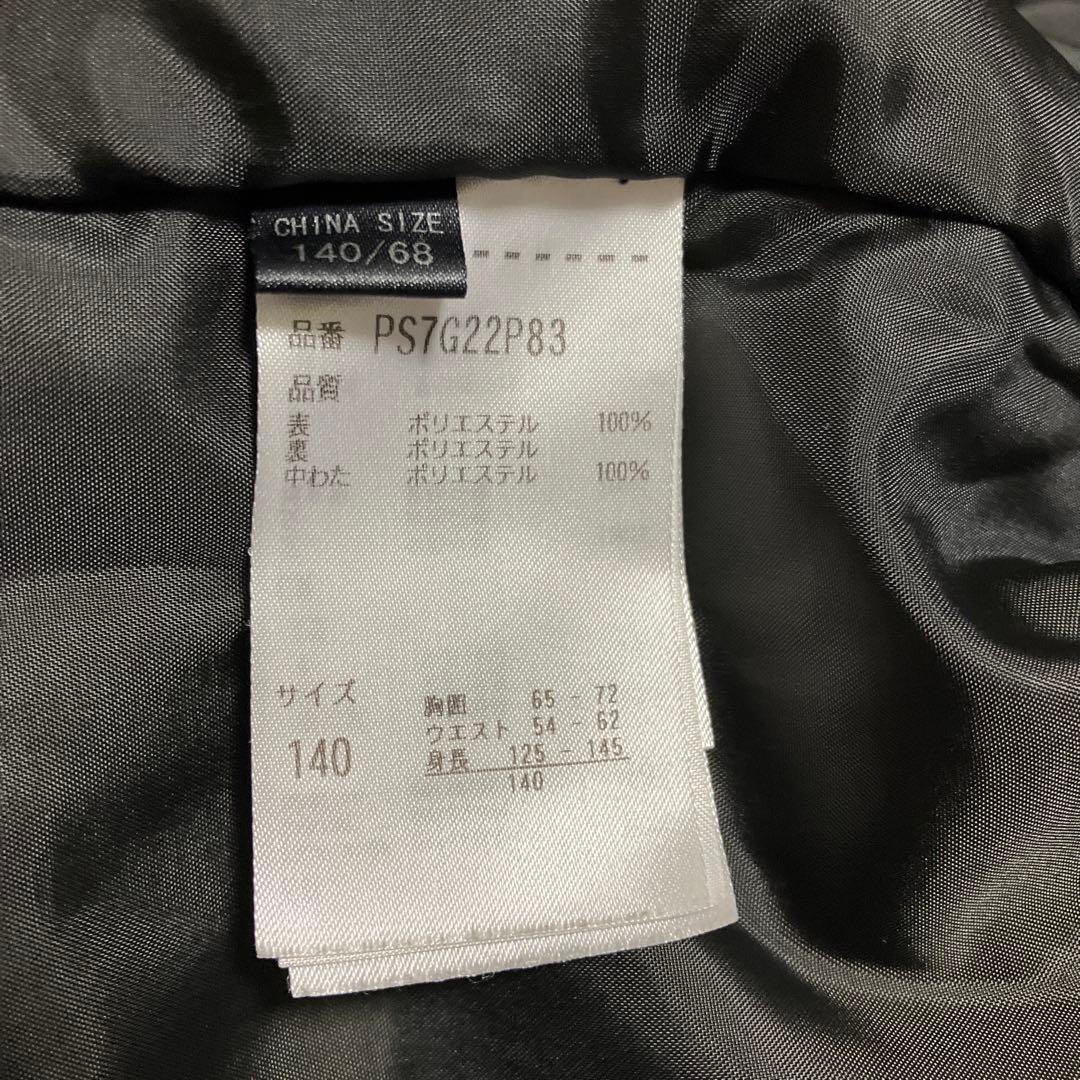 CHINA SIZE
140/68
品番 PS7G22P83
品質
表 ポリエステル 100%
裏 ポリエステル
中わた ポリエステル 100%
サイズ
140
胸囲 65 - 72
ウエスト 54 - 62
身長 125 - 145
140